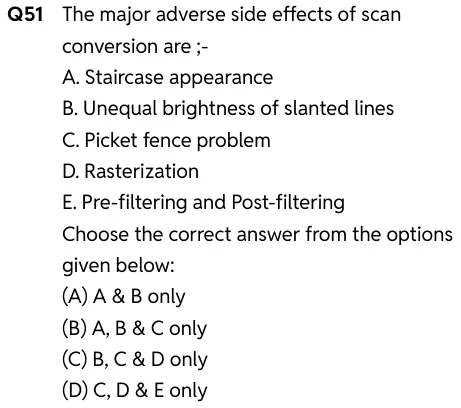 Q51 The major adverse side effects of scan
conversion are ;-
A. Staircase appearance
B. Unequal brightness of slanted lines
C. Picket fence problem
D. Rasterization
E. Pre-filtering and Post-filtering
Choose the correct answer from the options
given below:
(A) A & B only
(B) A, B & C only
(C) B, C & D only
(D) C, D & E only